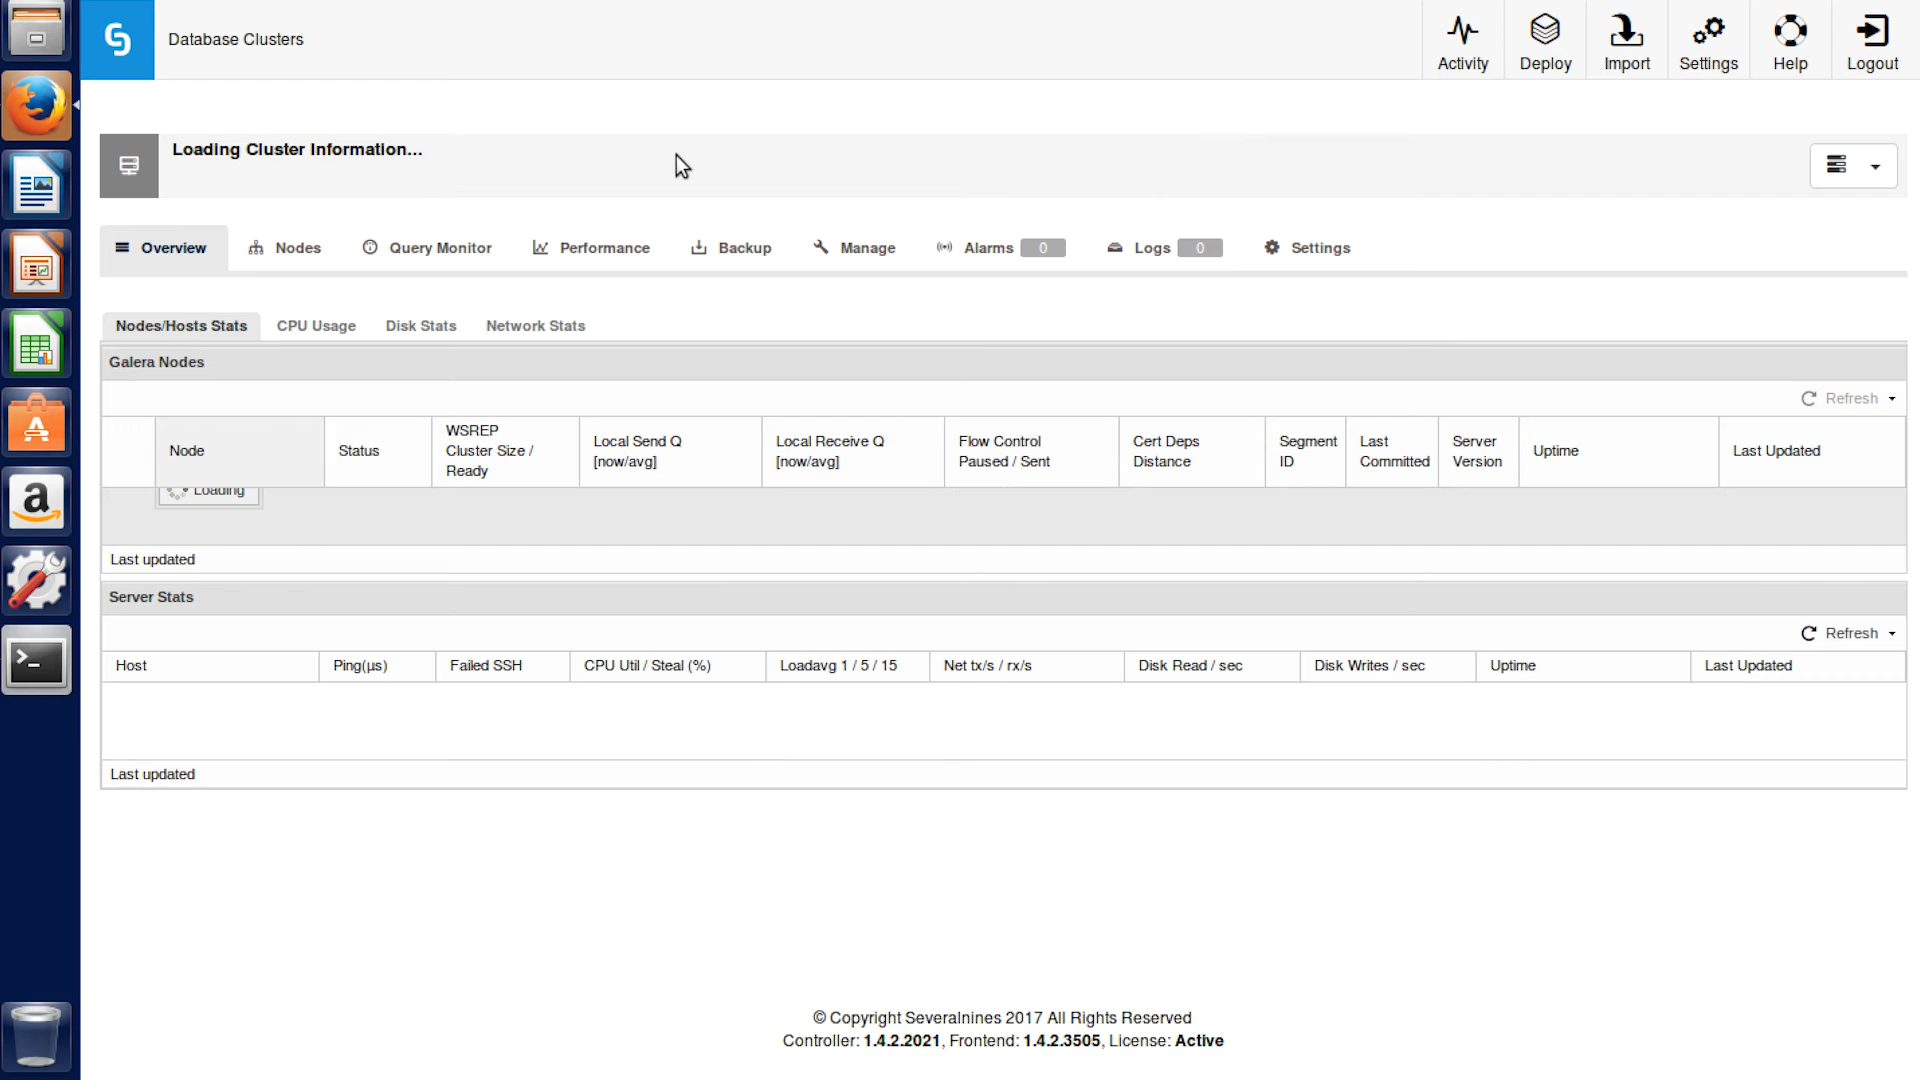 Database Clusters
Activity
Deploy
Import
Settings
Help
Logout
Loading Cluster Information...
Overview
Nodes
Query Monitor
Performance
Backup
Manage
Alarms 0
Logs 0
Settings
Nodes/Hosts Stats
CPU Usage
Disk Stats
Network Stats
Galera Nodes
Refresh
Node
Status
WSREP
Cluster Size /
Ready
Local Send Q
[now/avg]
Local Receive Q
[now/avg]
Flow Control
Paused / Sent
Cert Deps
Distance
Segment
ID
Last
Committed
Server
Version
Uptime
Last Updated
Loading
Last updated
Server Stats
Refresh
Host
Ping(µs)
Failed SSH
CPU Util / Steal (%)
Loadavg 1 / 5 / 15
Net tx/s / rx/s
Disk Read / sec
Disk Writes / sec
Uptime
Last Updated
Last updated
© Copyright Severalnines 2017 All Rights Reserved
Controller: 1.4.2.2021, Frontend: 1.4.2.3505, License: Active